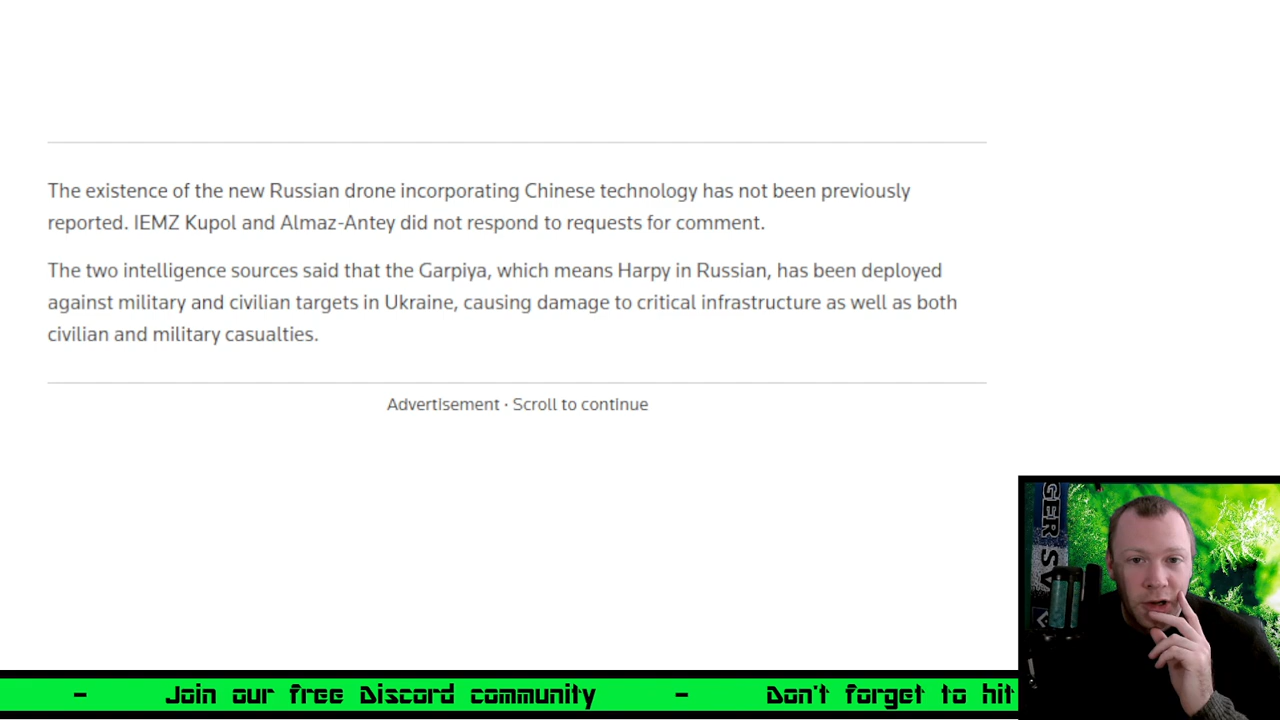 The existence of the new Russian drone incorporating Chinese technology has not been previously
reported. IEMZ Kupol and Almaz-Antey did not respond to requests for comment.
The two intelligence sources said that the Garpiya, which means Harpy in Russian, has been deployed
against military and civilian targets in Ukraine, causing damage to critical infrastructure as well as both
civilian and military casualties.
Advertisement · Scroll to continue
GER SV
- Join our free Discord community - Don't forget to hit